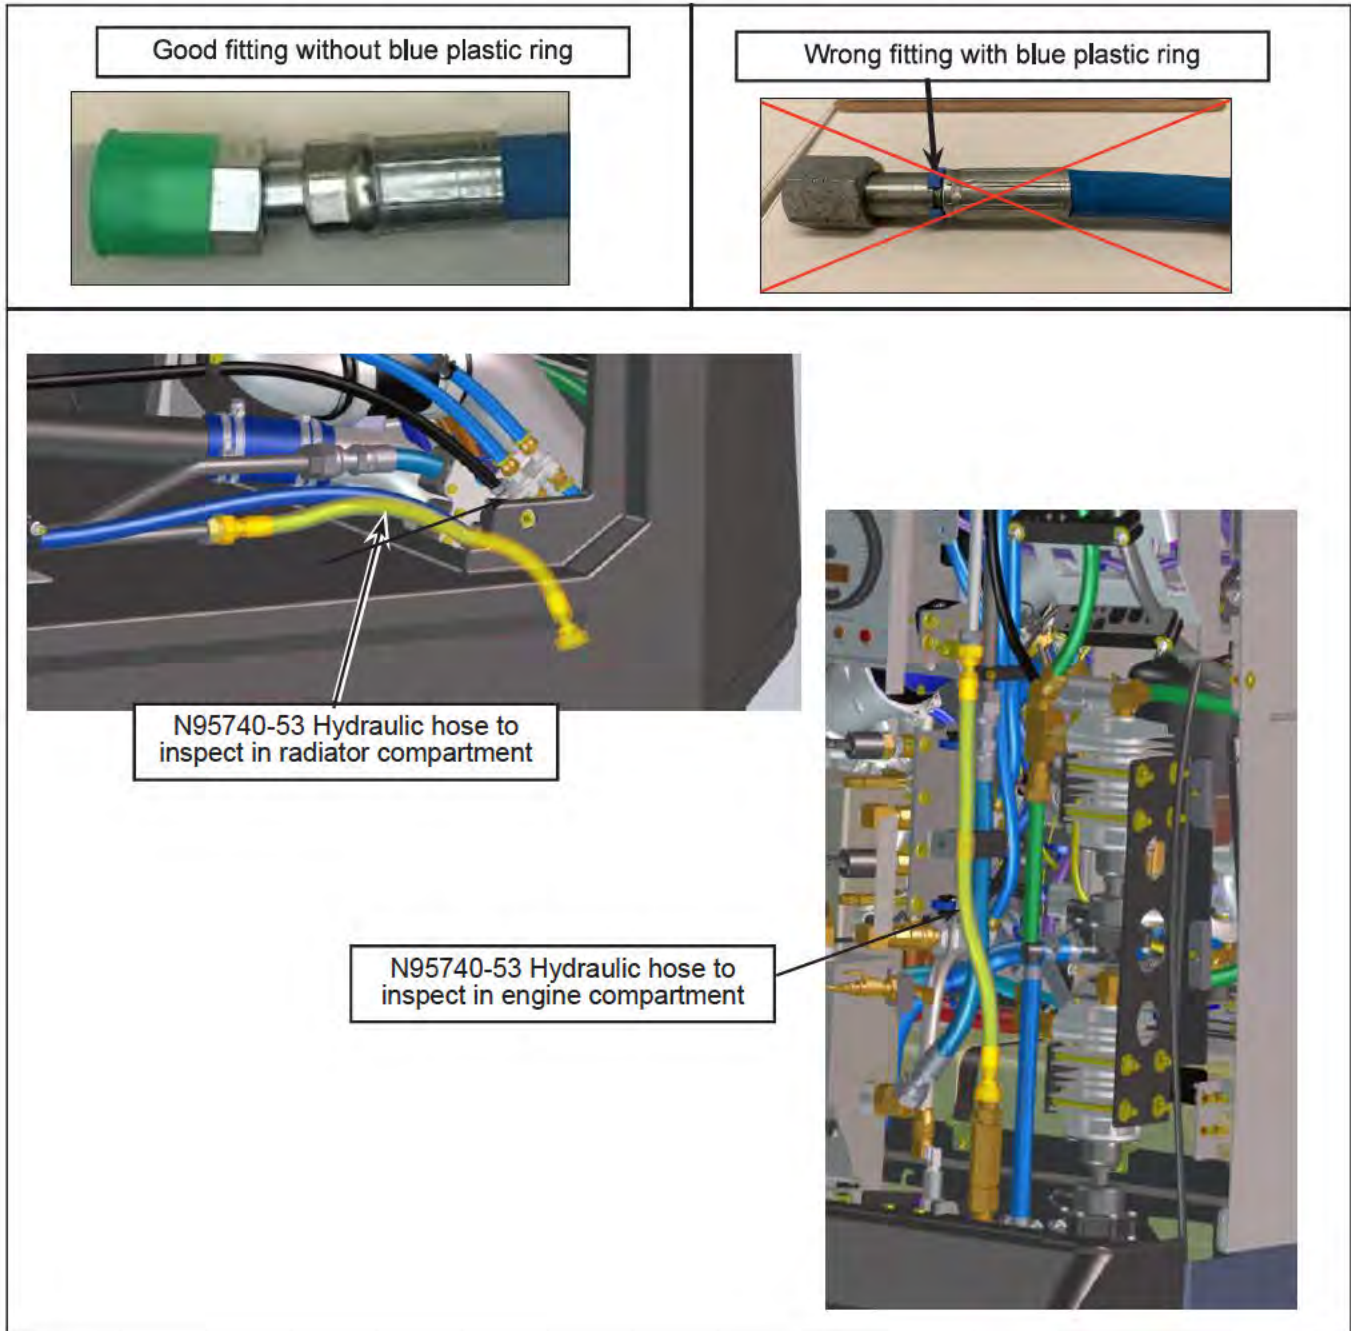 Good fitting without blue plastic ring
Wrong fitting with blue plastic ring
N95740-53 Hydraulic hose to
inspect in radiator compartment
N95740-53 Hydraulic hose to
inspect in engine compartment